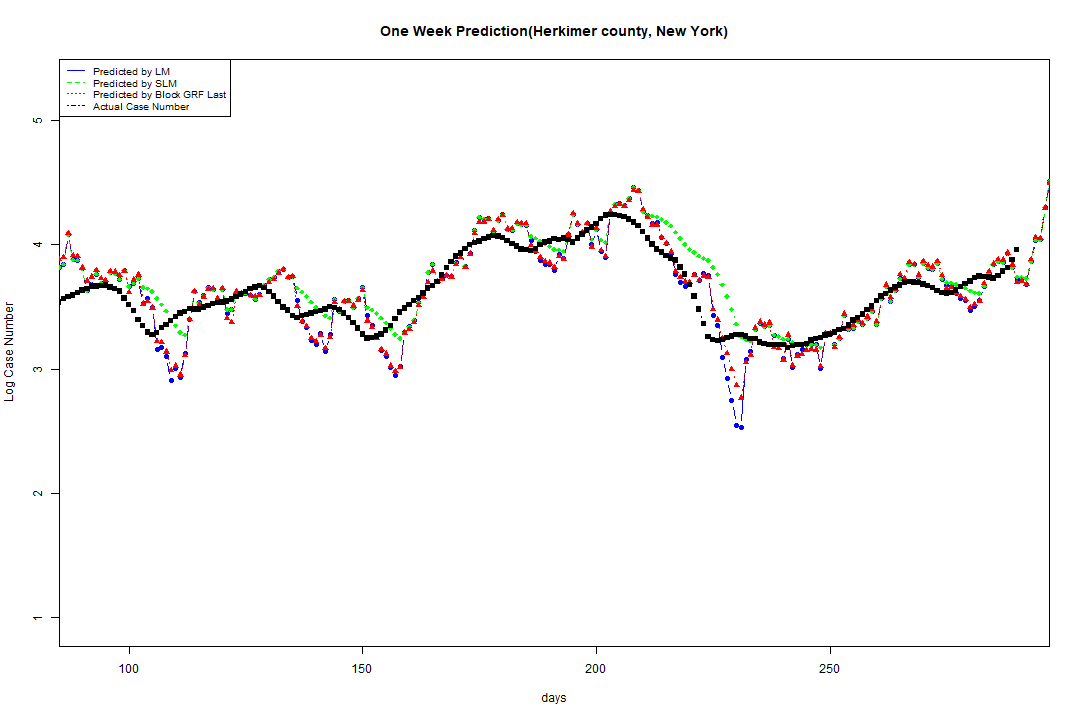 One Week Prediction(Herkimer county, New York)
Predicted by LM
Predicted by SLM
Predicted by Block GRF Last
Actual Case Number
5
4
3
2
1
Log Case Number
100 150 200 250
days